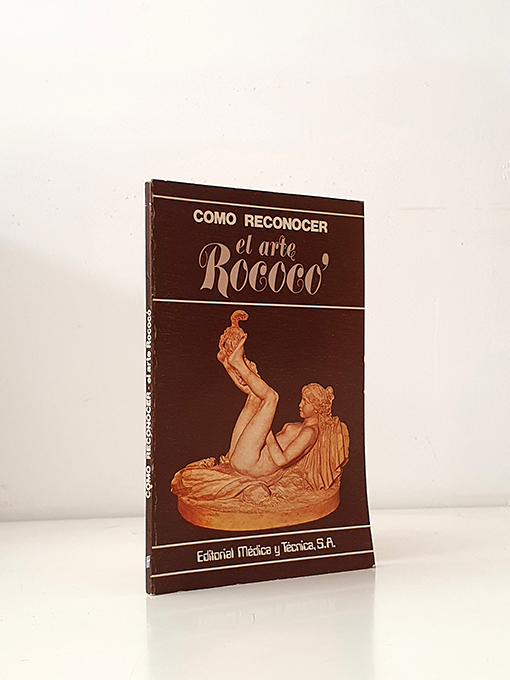 COMO RECONOCER
el arte
Rococó
Editorial Médica y Técnica, S.A.
COMO RECONOCER - el arte Rococó